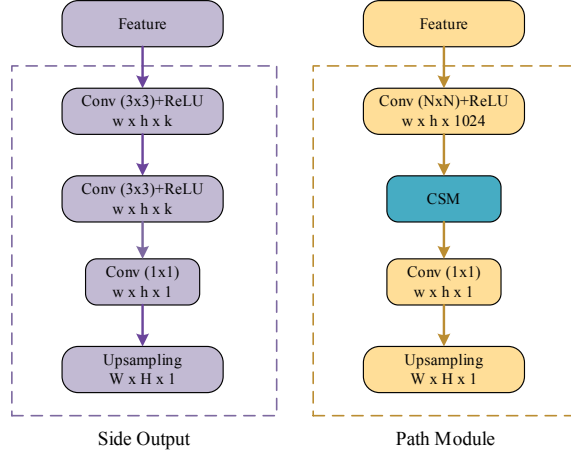 Feature
Conv (3x3)+ReLU
w x h x k
Conv (3x3)+ReLU
w x h x k
Conv (1x1)
w x h x 1
Upsampling
W x H x 1
Side Output
Feature
Conv (NxN)+ReLU
w x h x 1024
CSM
Conv (1x1)
w x h x 1
Upsampling
W x H x 1
Path Module